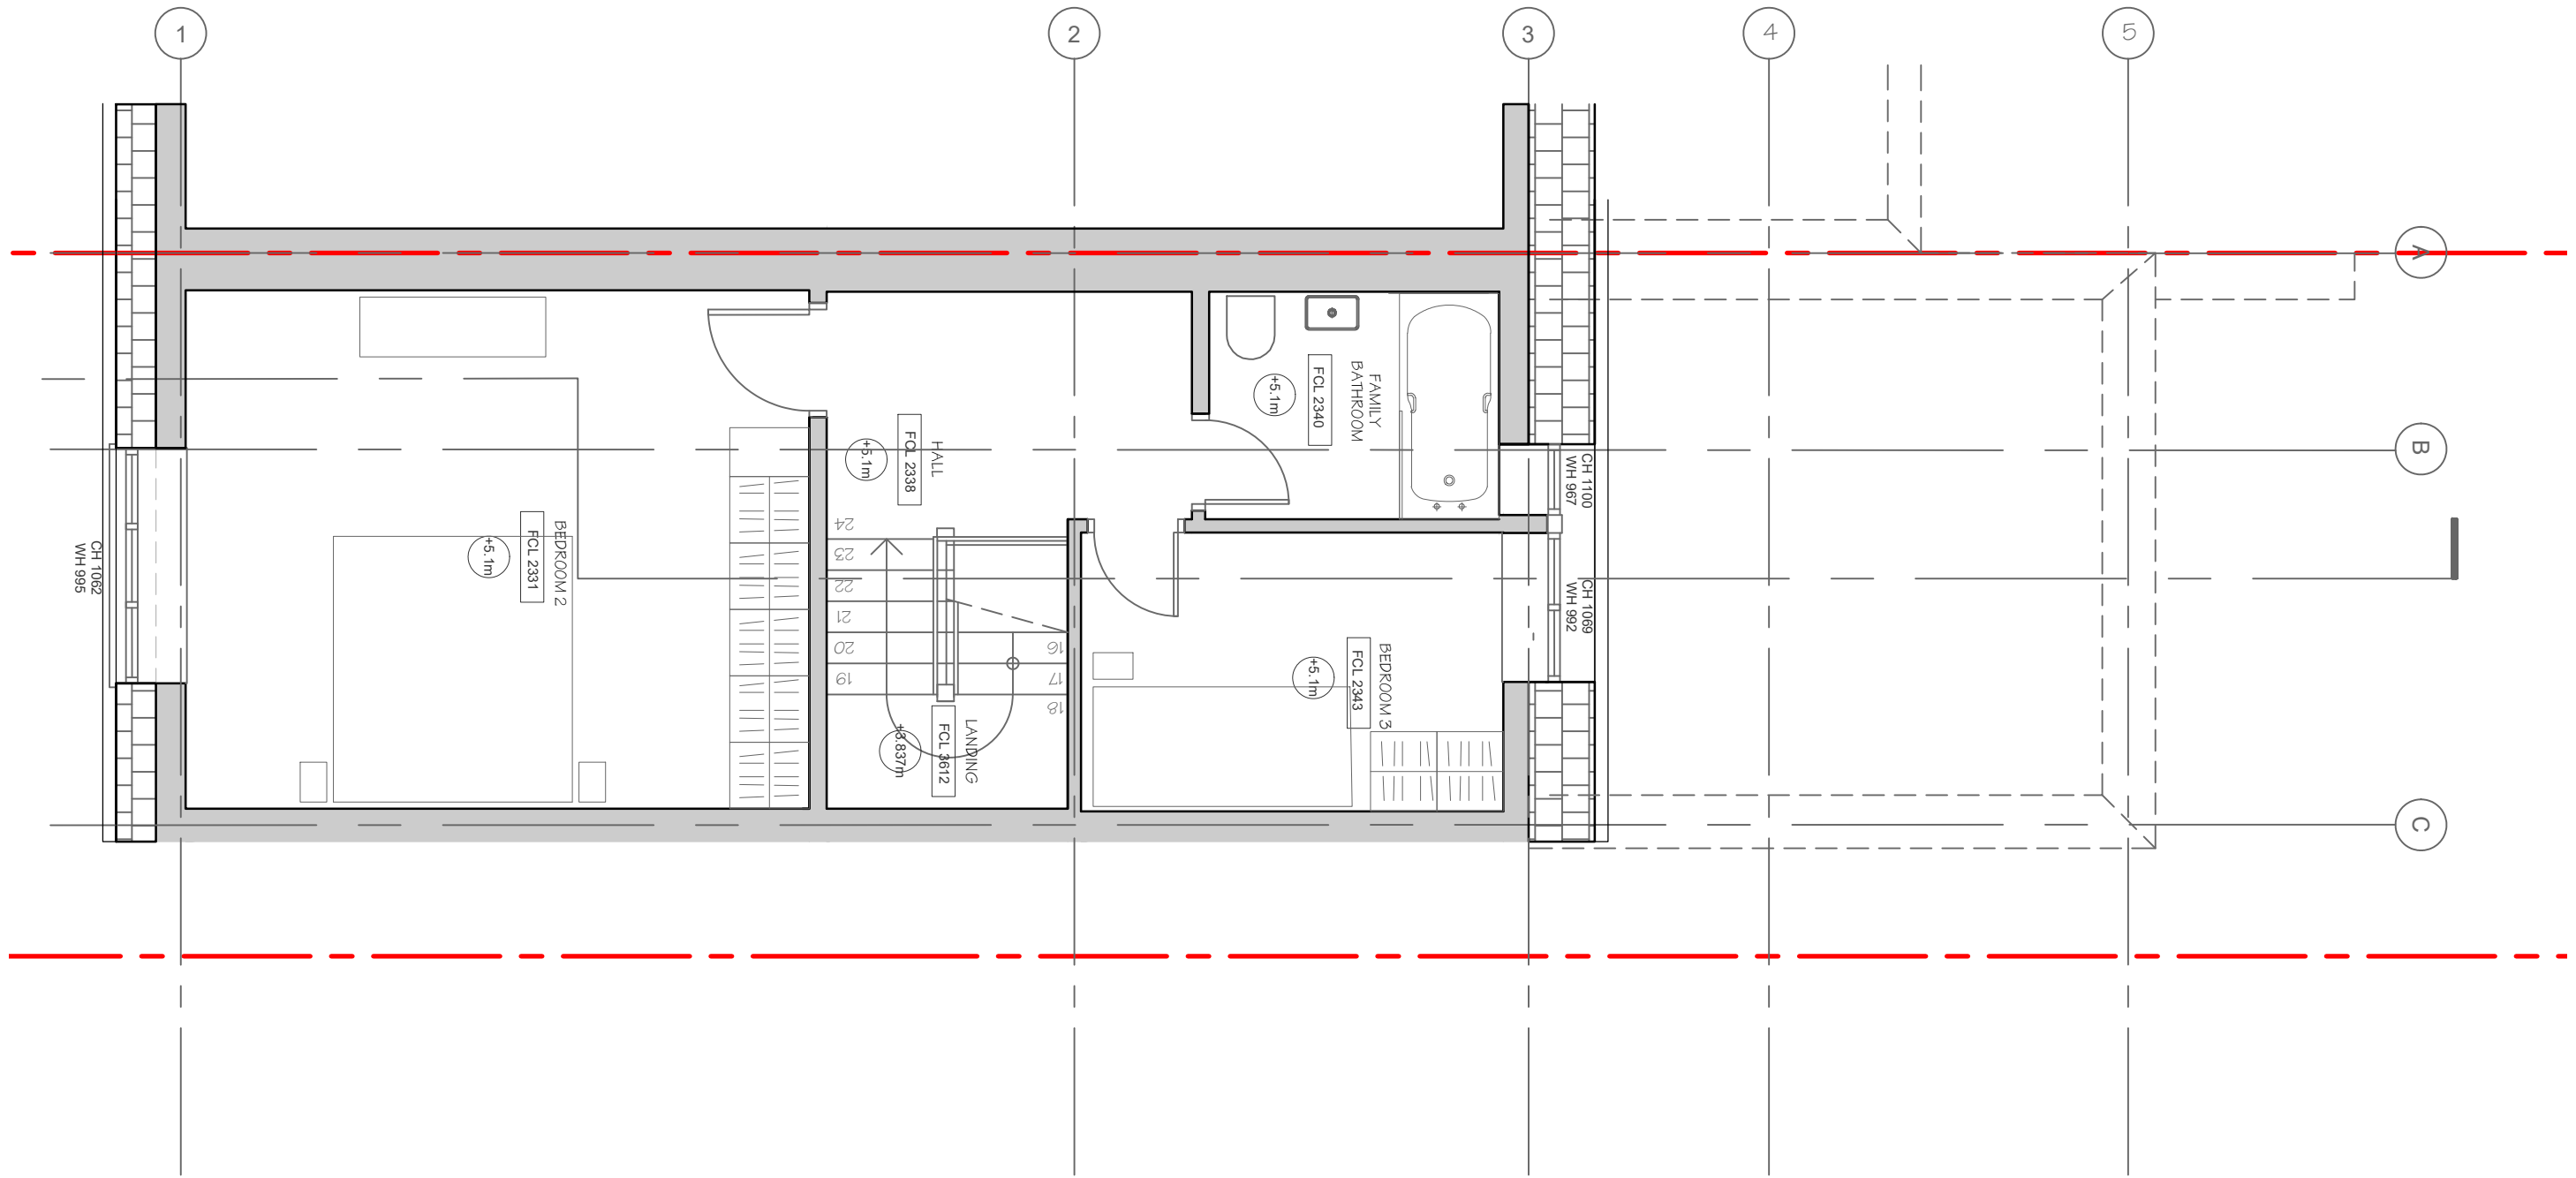 1
2
3
4
5
A
B
C
FAMILY
BATHROOM
FCL 2340
+5.1m
HALL
FCL 2338
+5.1m
BEDROOM 2
FCL 2331
+5.1m
CH 1062
WH 995
CH 1100
WH 967
CH 1069
WH 992
BEDROOM 3
FCL 2343
+5.1m
LANDING
FCL 3612
+3.837m
24
23
22
21
20
19
16
17
18